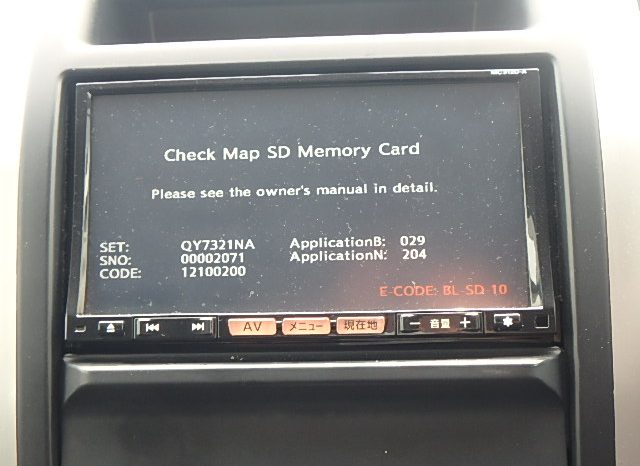 Check Map SD Memory Card
Please see the owner's manual in detail.
SET: QY7321NA ApplicationB: 029
SNO: 00002071 ApplicationN: 204
CODE: 12100200
E-CODE: BL-SD 10
AV メニュー 現在地 － 音量 ＋